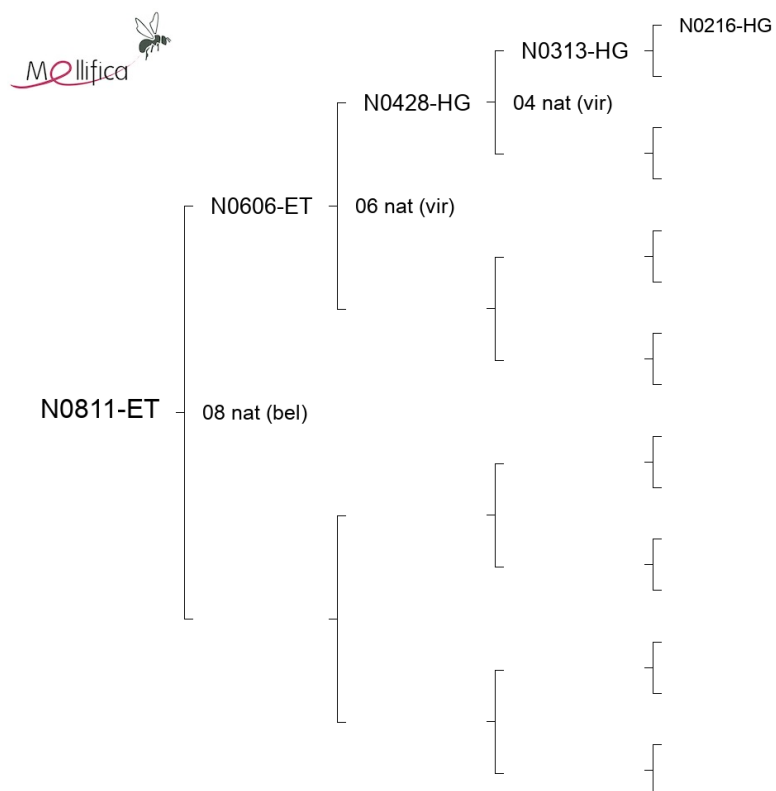 Mellifica
N0216-HG
N0313-HG
N0428-HG
04 nat (vir)
N0606-ET
06 nat (vir)
N0811-ET
08 nat (bel)